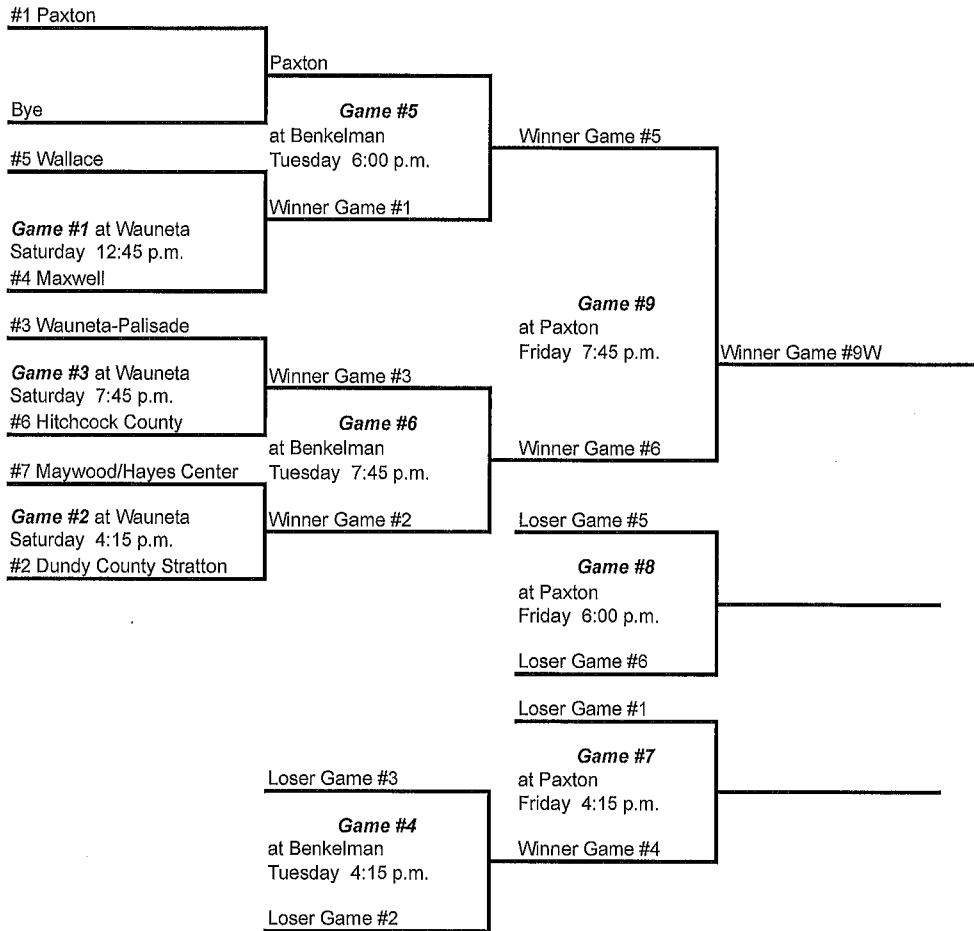 #1 Paxton
Paxton
Bye
Game #5
at Benkelman
Tuesday 6:00 p.m.
Winner Game #5
#5 Wallace
Winner Game #1
Game #1 at Wauneta
Saturday 12:45 p.m.
#4 Maxwell
Game #9
at Paxton
Friday 7:45 p.m.
Winner Game #9W
#3 Wauneta-Palisade
Game #3 at Wauneta
Saturday 7:45 p.m.
#6 Hitchcock County
Winner Game #3
Game #6
at Benkelman
Tuesday 7:45 p.m.
Winner Game #6
#7 Maywood/Hayes Center
Game #2 at Wauneta
Saturday 4:15 p.m.
#2 Dundy County Stratton
Winner Game #2
Loser Game #5
Game #8
at Paxton
Friday 6:00 p.m.
Loser Game #6
Loser Game #1
Game #7
at Paxton
Friday 4:15 p.m.
Winner Game #4
Loser Game #3
Game #4
at Benkelman
Tuesday 4:15 p.m.
Loser Game #2